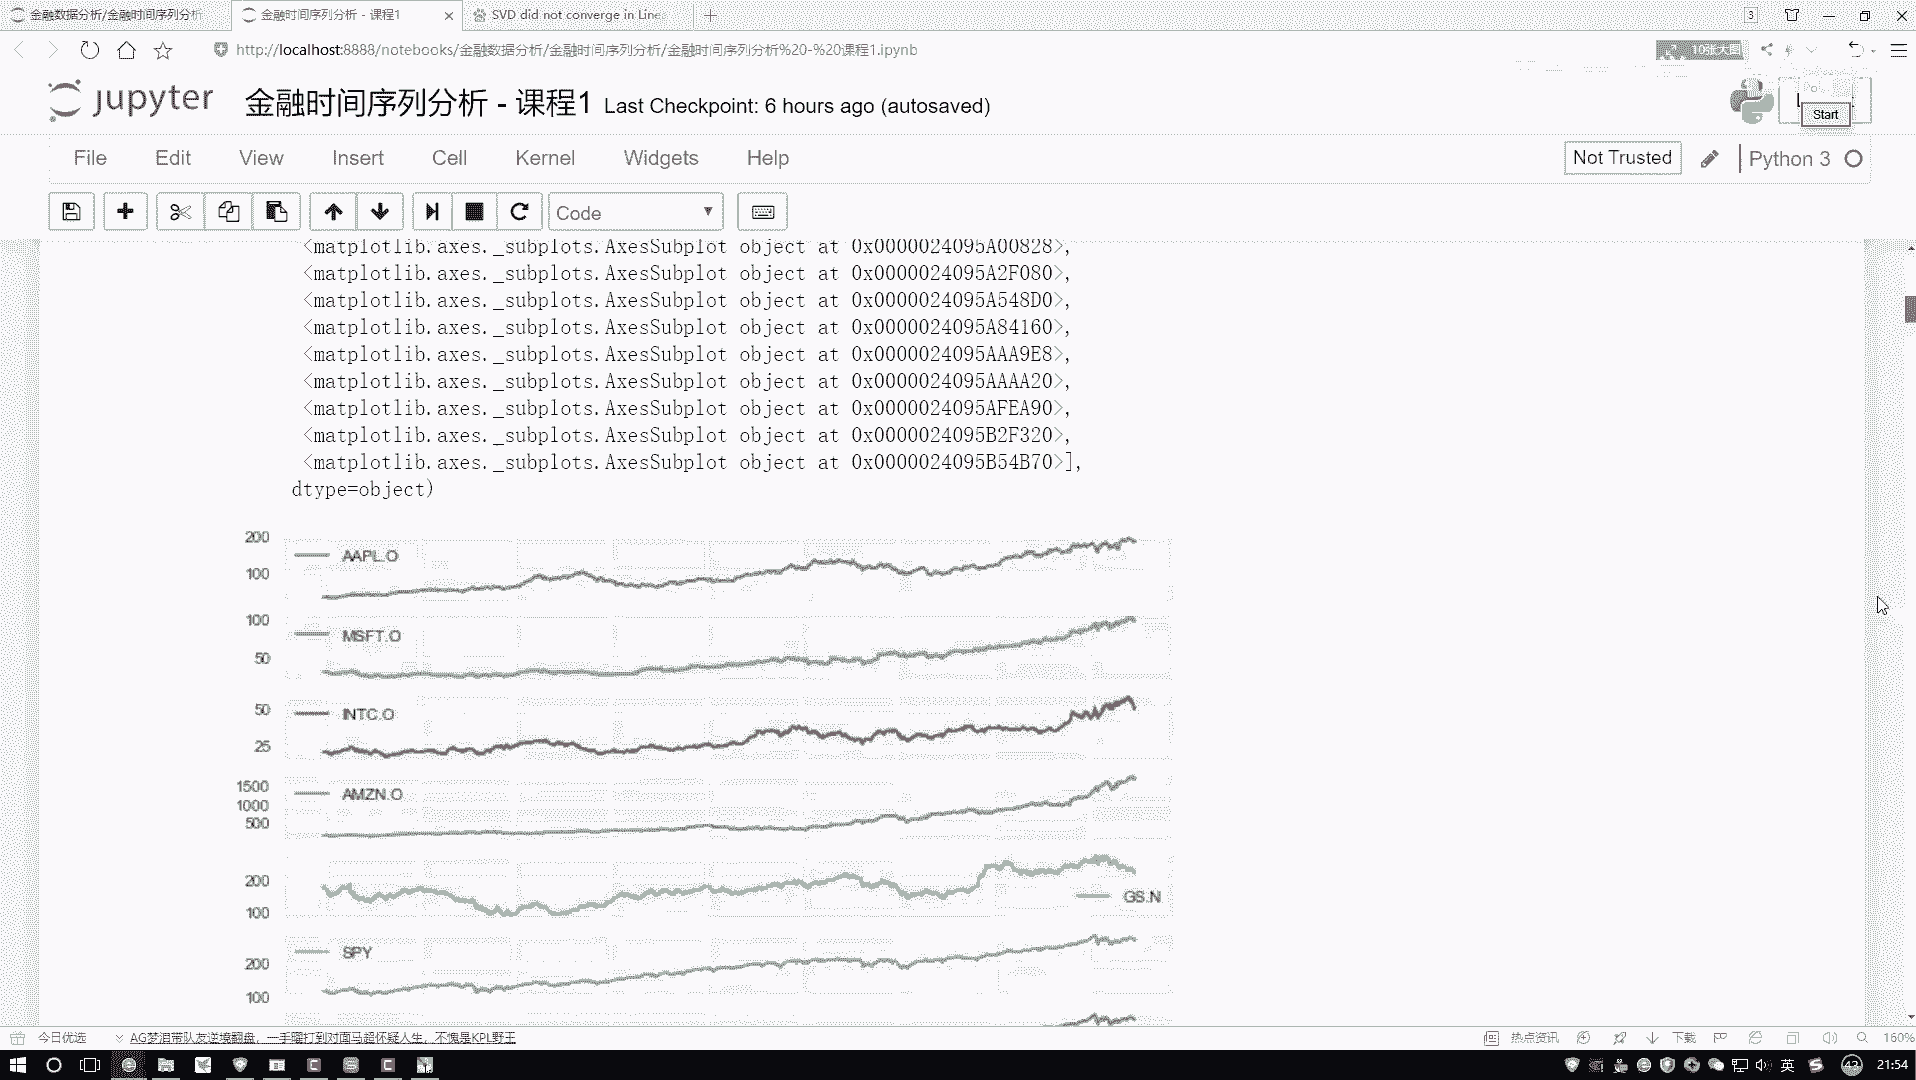 金融数据分析/金融时间序列分析
金融时间序列分析 - 课程1
SVD did not converge in Line
3
http://localhost:8888/notebooks/金融数据分析/金融时间序列分析/金融时间序列分析%20-%20课程1.ipynb
10张大图
jupyter 金融时间序列分析 - 课程1 Last Checkpoint: 6 hours ago (autosaved)
Start
File Edit View Insert Cell Kernel Widgets Help
Not Trusted
Python 3
Code
<matplotlib.axes._subplots.AxesSubplot object at 0x0000024095A00828>,
<matplotlib.axes._subplots.AxesSubplot object at 0x0000024095A2F080>,
<matplotlib.axes._subplots.AxesSubplot object at 0x0000024095A548D0>,
<matplotlib.axes._subplots.AxesSubplot object at 0x0000024095A84160>,
<matplotlib.axes._subplots.AxesSubplot object at 0x0000024095AAA9E8>,
<matplotlib.axes._subplots.AxesSubplot object at 0x0000024095AAAA20>,
<matplotlib.axes._subplots.AxesSubplot object at 0x0000024095AFEA90>,
<matplotlib.axes._subplots.AxesSubplot object at 0x0000024095B2F320>,
<matplotlib.axes._subplots.AxesSubplot object at 0x0000024095B54B70>],
dtype=object)
200
AAPL.O
100
100
MSFT.O
50
50
INTC.O
25
1500
AMZN.O
1000
500
200
GS.N
100
SPY
200
100
今日优选
AG梦泪带队友逆境翻盘，一手曜打到对面马超怀疑人生，不愧是KPL野王
热点资讯
下载
160%
英
43
21:54